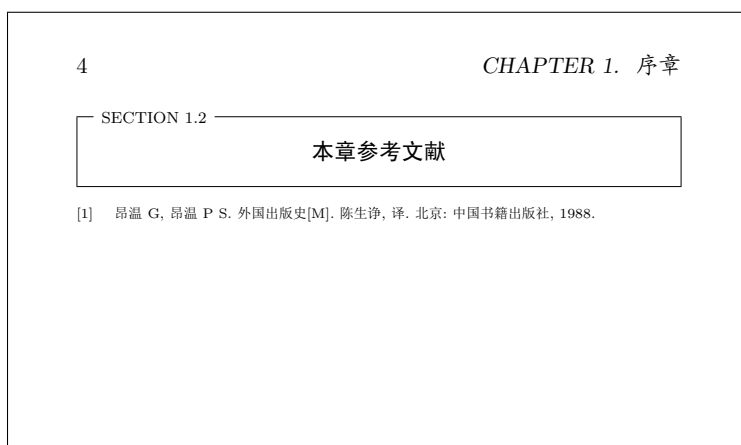 4 CHAPTER 1. 序章
SECTION 1.2
本章参考文献
[1] 昂温 G, 昂温 P S. 外国出版史[M]. 陈生诤, 译. 北京: 中国书籍出版社, 1988.